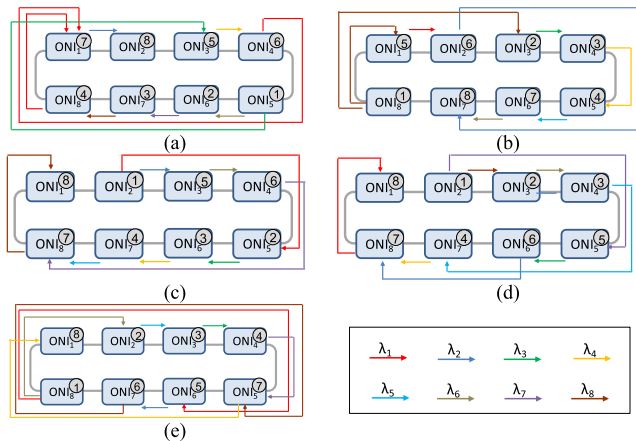 7 8 5 6
ONI₁ ONI₂ ONI₃ ONI₄
4 3 2 1
ONI₈ ONI₇ ONI₆ ONI₅
(a)
5 6 2 3
ONI₁ ONI₂ ONI₃ ONI₄
1 8 7 4
ONI₈ ONI₇ ONI₆ ONI₅
(b)
8 1 5 6
ONI₁ ONI₂ ONI₃ ONI₄
7 4 3 2
ONI₈ ONI₇ ONI₆ ONI₅
(c)
8 1 2 3
ONI₁ ONI₂ ONI₃ ONI₄
7 4 6 5
ONI₈ ONI₇ ONI₆ ONI₅
(d)
8 2 3 4
ONI₁ ONI₂ ONI₃ ONI₄
1 6 5 7
ONI₈ ONI₇ ONI₆ ONI₅
(e)
λ₁ λ₂ λ₃ λ₄
λ₅ λ₆ λ₇ λ₈